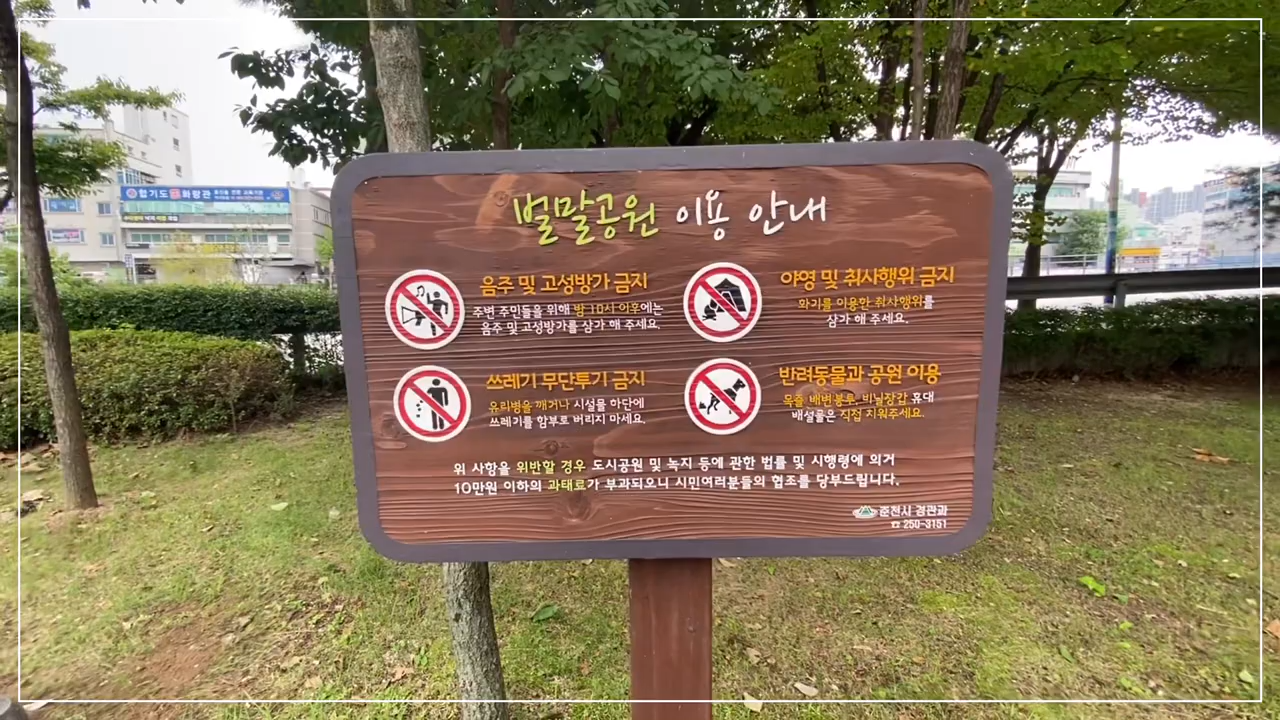 합기도 화랑관
벌말공원 이용 안내
음주 및 고성방가 금지
주변 주민들을 위해 밤 10시 이후에는
음주 및 고성방가를 삼가 해 주세요.
야영 및 취사행위 금지
화기를 이용한 취사행위를
삼가 해 주세요.
쓰레기 무단투기 금지
유리병을 깨거나 시설물 하단에
쓰레기를 함부로 버리지 마세요.
반려동물과 공원 이용
목줄, 배변봉투, 비닐장갑 휴대
배설물은 직접 치워주세요.
위 사항을 위반할 경우 도시공원 및 녹지 등에 관한 법률 및 시행령에 의거
10만원 이하의 과태료가 부과되오니 시민여러분들의 협조를 당부드립니다.
춘천시 경관과
☎ 250-3151